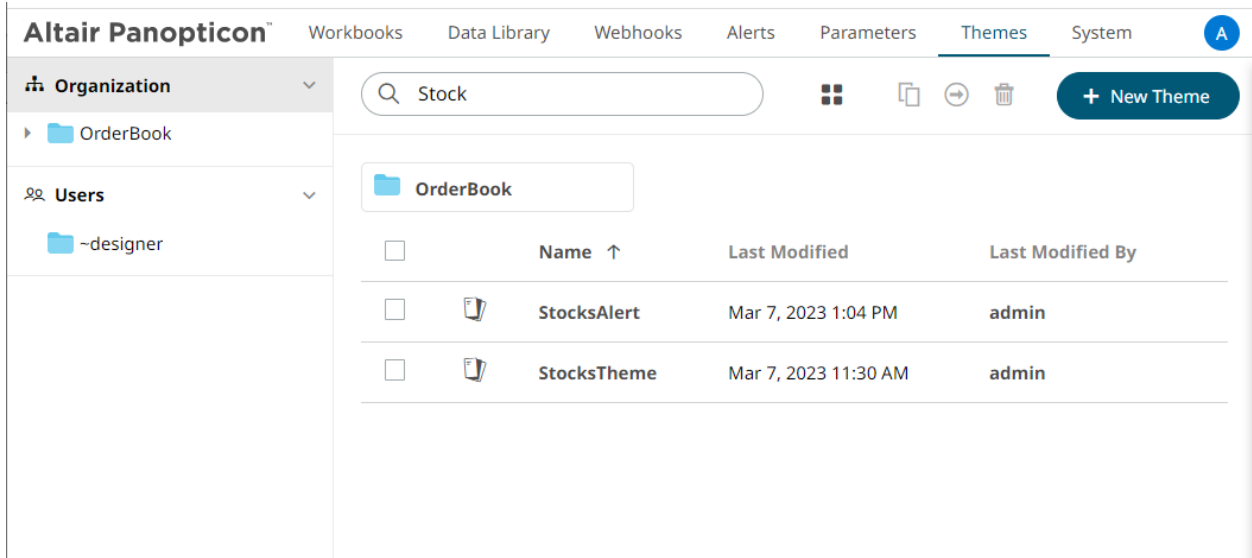 Altair Panopticon™ Workbooks Data Library Webhooks Alerts Parameters Themes System A
Organization
OrderBook
Users
~designer
Stock
+ New Theme
OrderBook
Name ↑ Last Modified Last Modified By
StocksAlert Mar 7, 2023 1:04 PM admin
StocksTheme Mar 7, 2023 11:30 AM admin